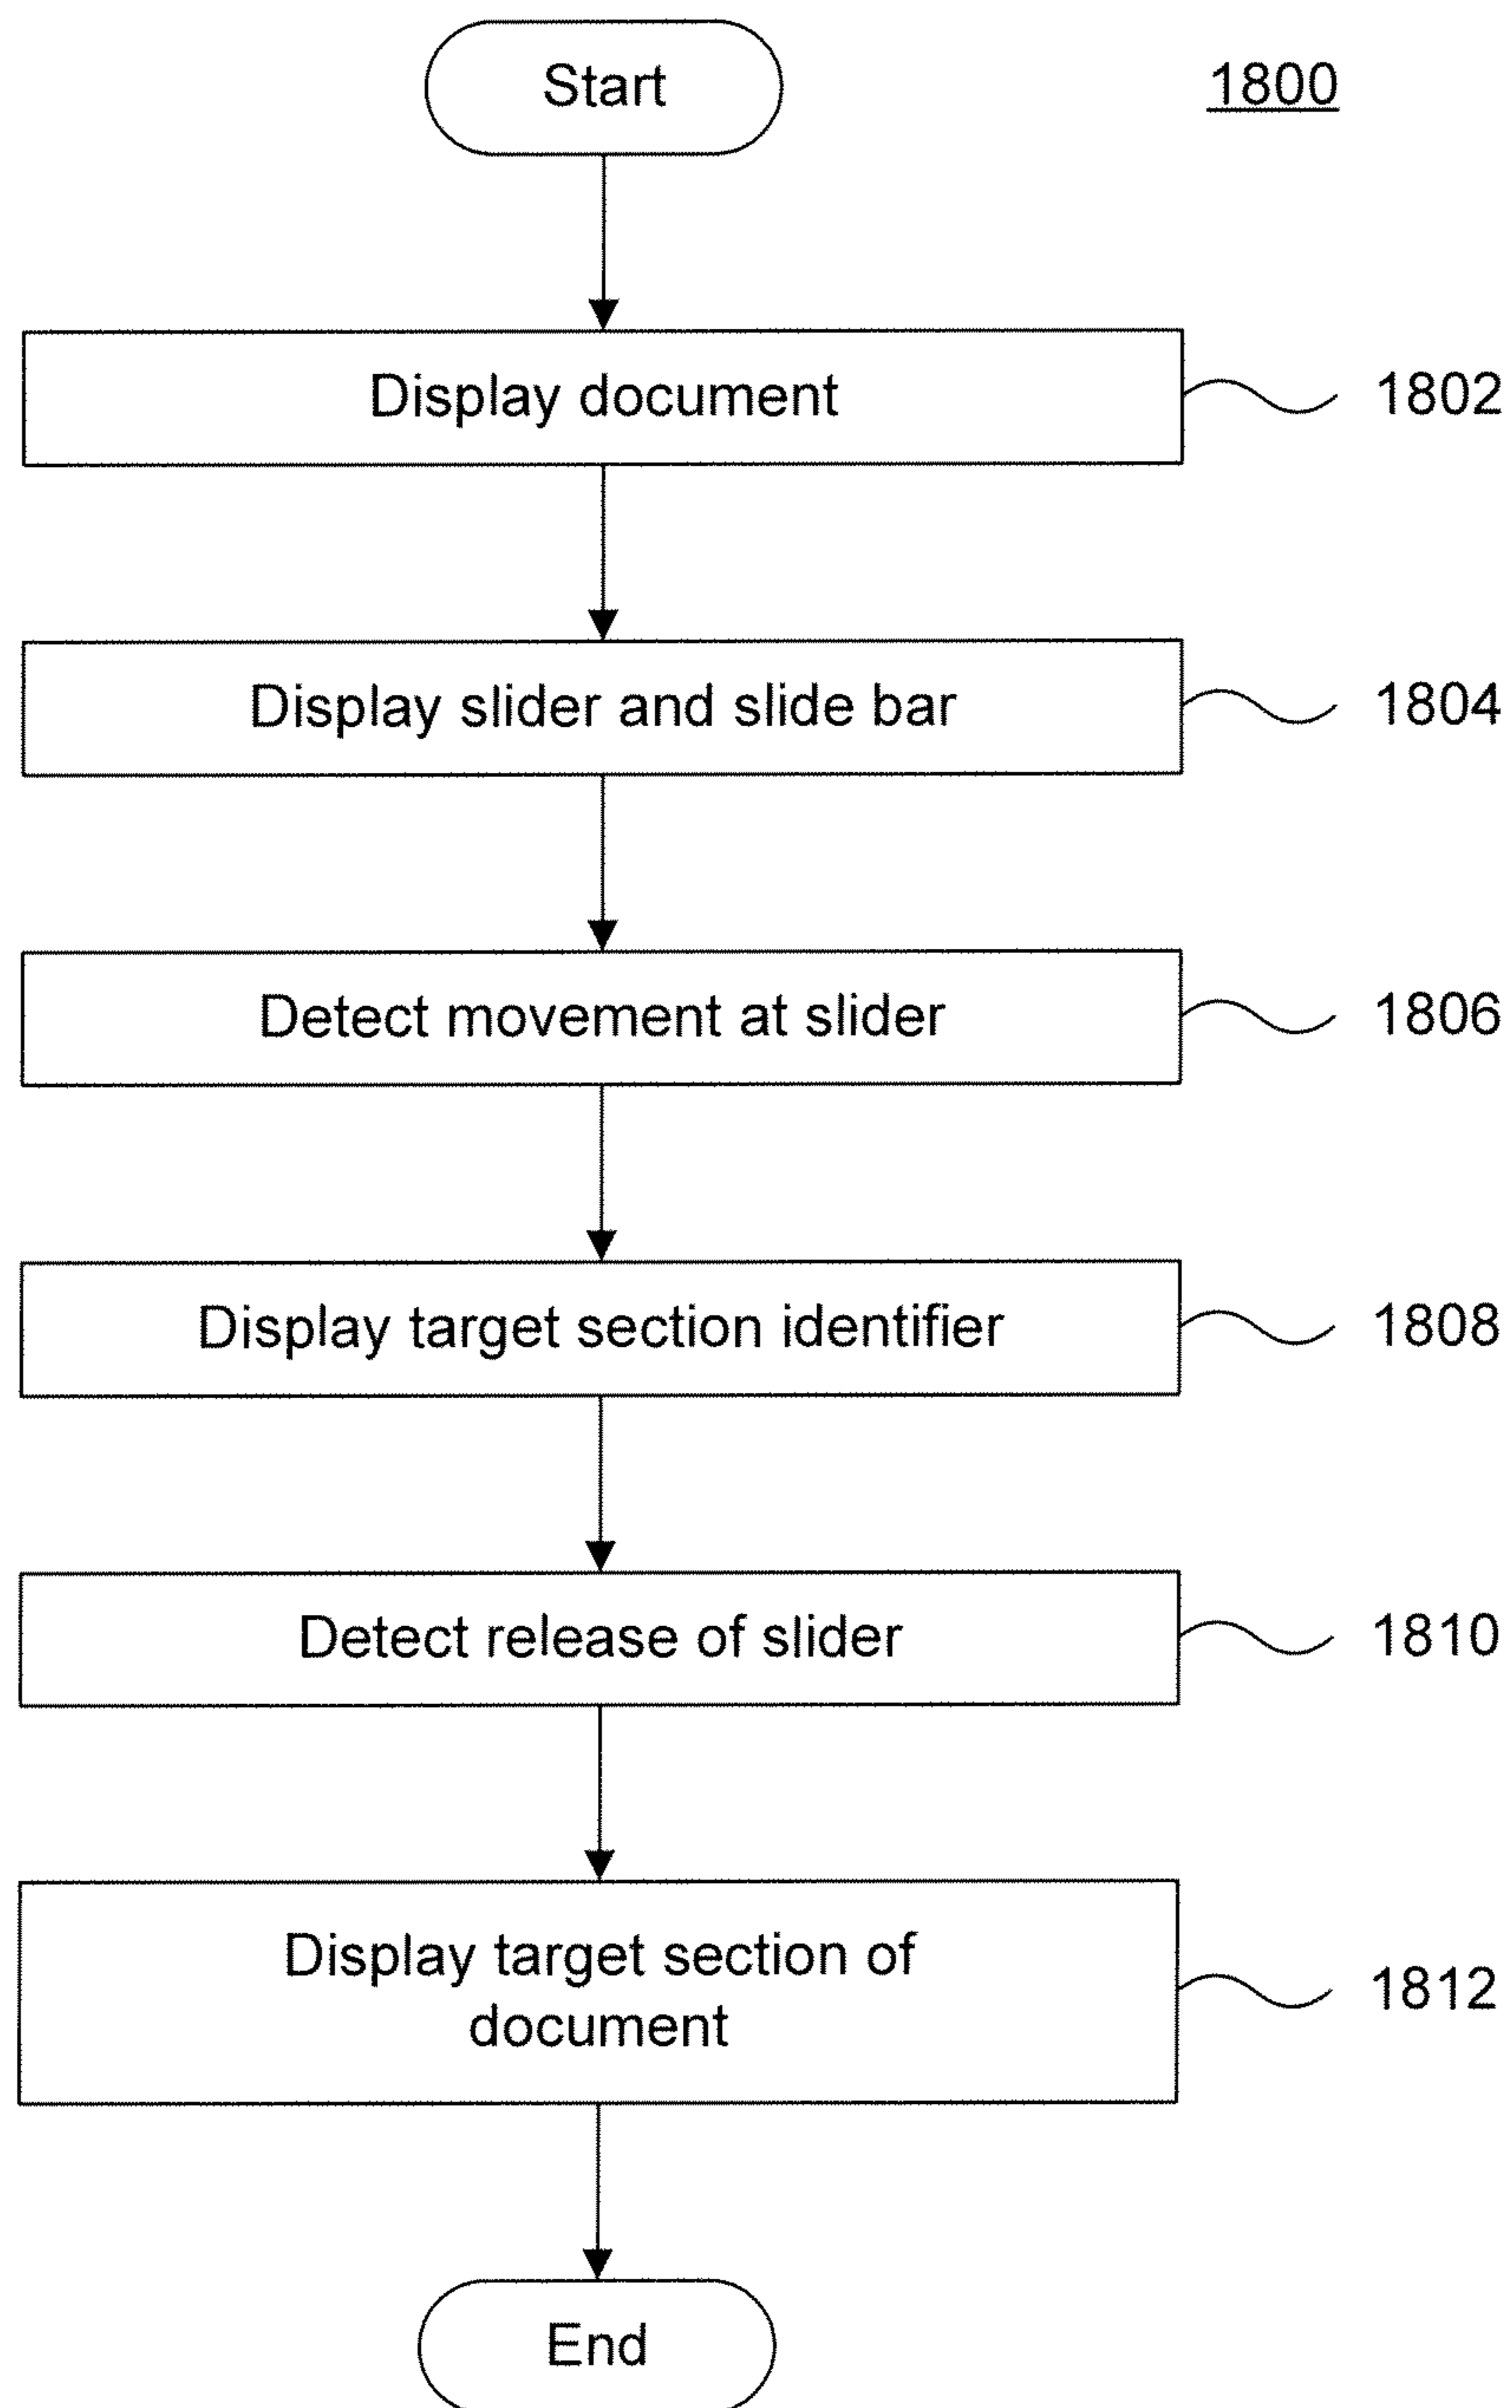 Start
1800
Display document
1802
Display slider and slide bar
1804
Detect movement at slider
1806
Display target section identifier
1808
Detect release of slider
1810
Display target section of
document
1812
End